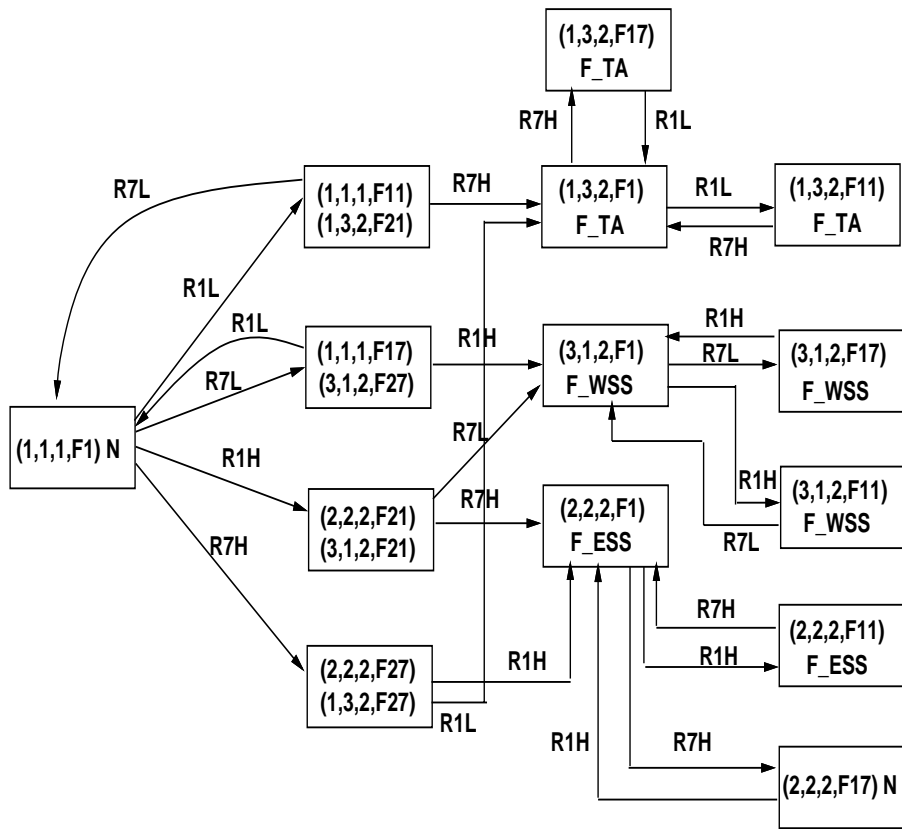 (1,3,2,F17)
F_TA
R7H
R1L
R7L
(1,1,1,F11)
(1,3,2,F21)
R7H
(1,3,2,F1)
F_TA
R1L
R7H
(1,3,2,F11)
F_TA
R1L
R1L
R7L
(1,1,1,F17)
(3,1,2,F27)
R1H
(3,1,2,F1)
F_WSS
R1H
R7L
(3,1,2,F17)
F_WSS
(1,1,1,F1) N
R1H
R7H
R7L
(2,2,2,F21)
(3,1,2,F21)
R7H
(2,2,2,F1)
F_ESS
R1H
R7L
(3,1,2,F11)
F_WSS
R7H
R1H
(2,2,2,F11)
F_ESS
(2,2,2,F27)
(1,3,2,F27)
R1H
R1L
R1H
R7H
(2,2,2,F17) N